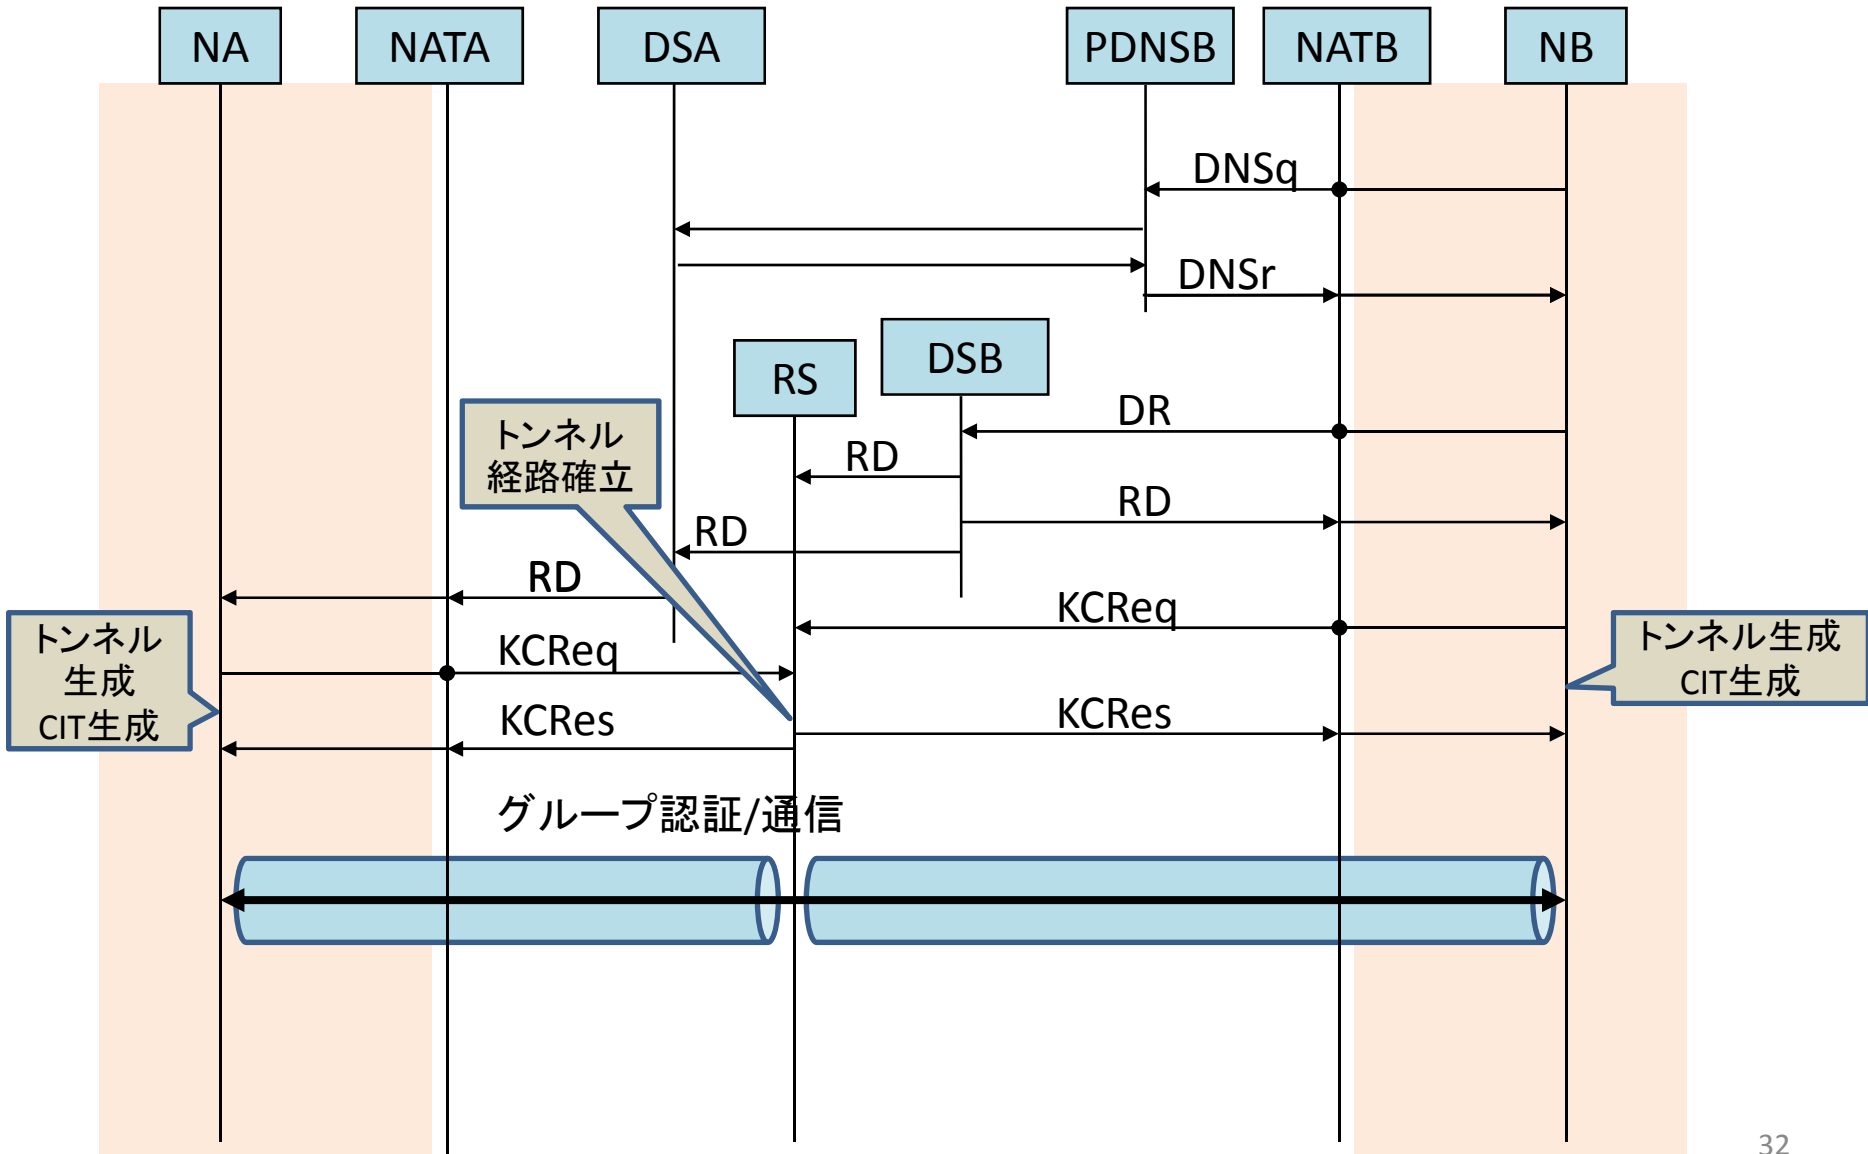 NA
NATA
DSA
PDNSB
NATB
NB
DNSq
DNSr
RS
DSB
DR
トンネル
経路確立
RD
RD
RD
RD
KCReq
トンネル
生成
CIT生成
KCReq
トンネル生成
CIT生成
KCRes
KCRes
グループ認証/通信
32